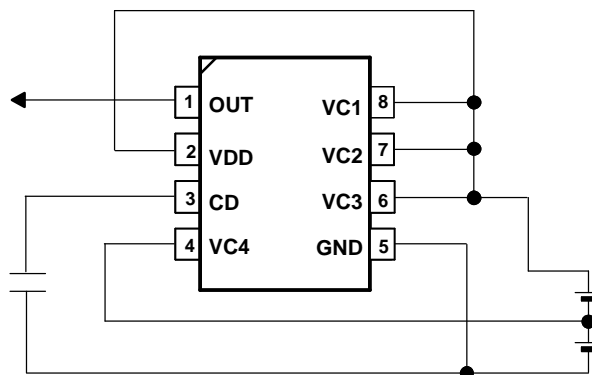 1 OUT VC1 8
2 VDD VC2 7
3 CD VC3 6
4 VC4 GND 5